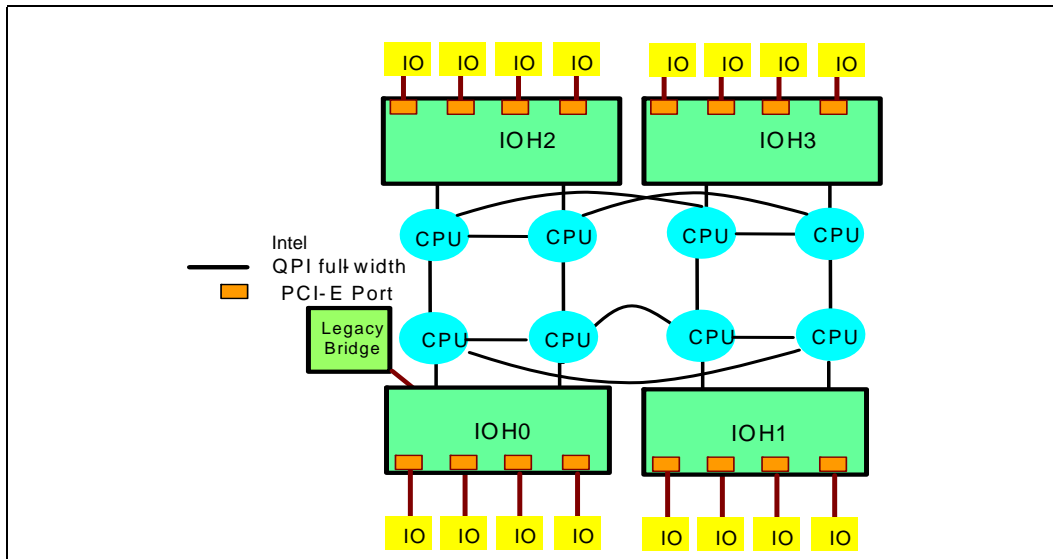 IO IO IO IO IO IO IO IO
IOH2 IOH3
CPU CPU CPU CPU
Intel
QPI full-width
PCI-E Port
Legacy
Bridge
CPU CPU CPU CPU
IOH0 IOH1
IO IO IO IO IO IO IO IO